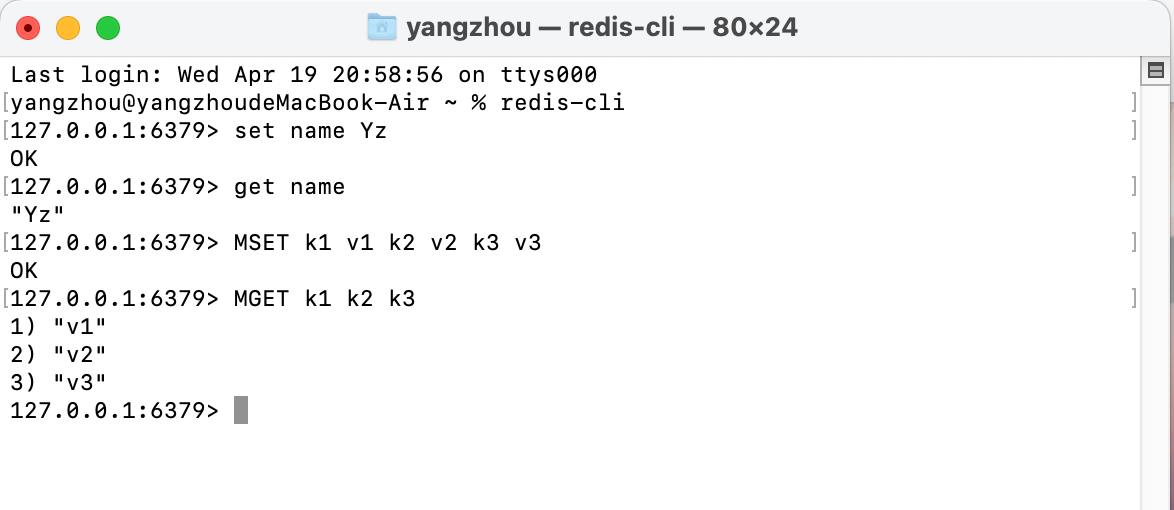 yangzhou — redis-cli — 80×24
Last login: Wed Apr 19 20:58:56 on ttys000
[yangzhou@yangzhoudeMacBook-Air ~ % redis-cli ]
[127.0.0.1:6379> set name Yz ]
OK
[127.0.0.1:6379> get name ]
"Yz"
[127.0.0.1:6379> MSET k1 v1 k2 v2 k3 v3 ]
OK
[127.0.0.1:6379> MGET k1 k2 k3 ]
1) "v1"
2) "v2"
3) "v3"
127.0.0.1:6379>